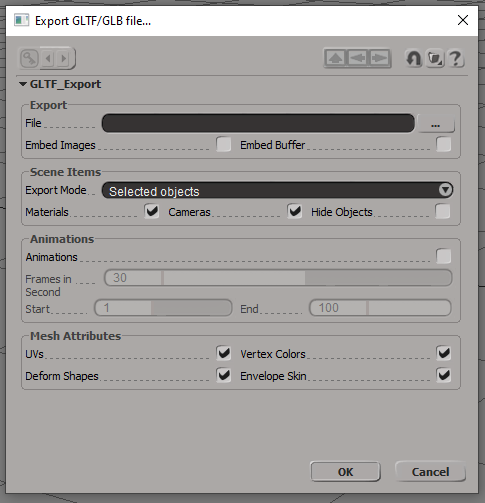 Export GLTF/GLB file...
?
GLTF_Export
Export
File
...
Embed Images Embed Buffer
Scene Items
Export Mode Selected objects
Materials Cameras Hide Objects
Animations
Animations
Frames in
Second 30
Start 1 End 100
Mesh Attributes
UVs Vertex Colors
Deform Shapes Envelope Skin
OK Cancel